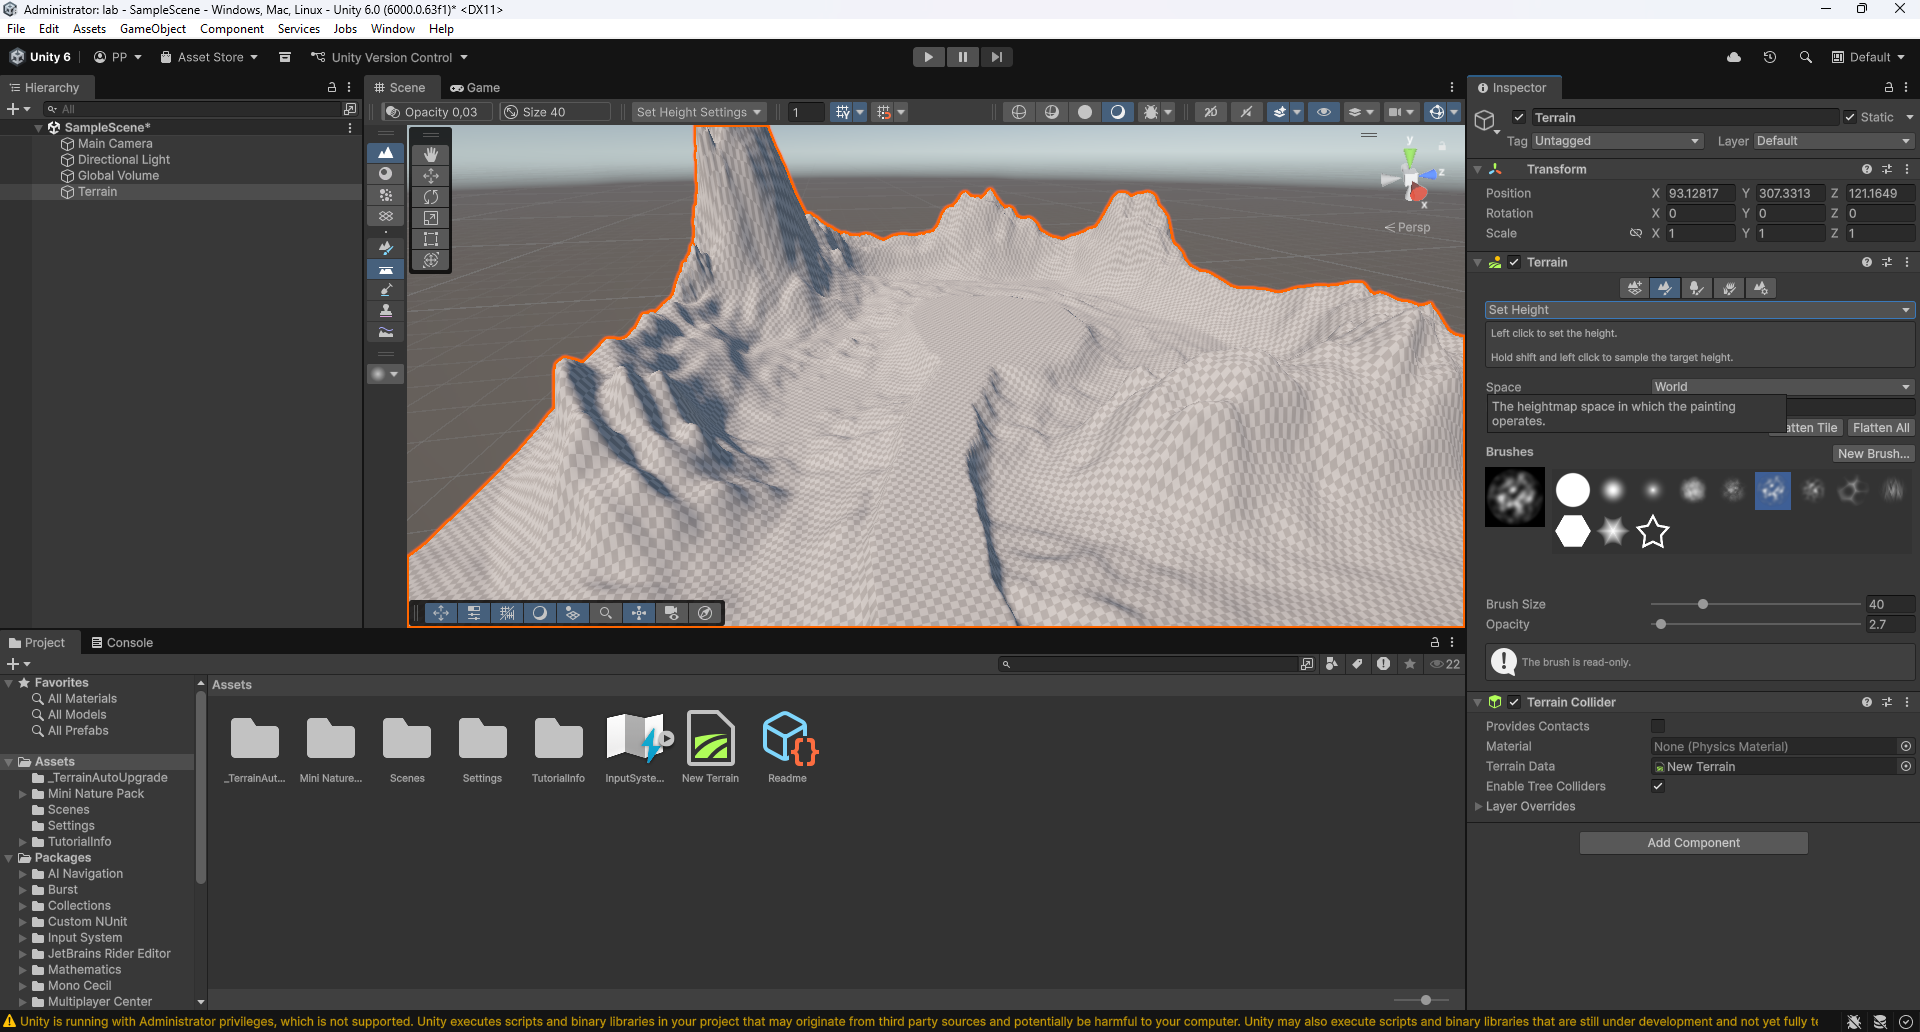 Administrator: lab - SampleScene - Windows, Mac, Linux - Unity 6.0 (6000.0.63f1)* <DX11>
File Edit Assets GameObject Component Services Jobs Window Help
Unity 6 PP Asset Store Unity Version Control Default
Hierarchy
All
SampleScene*
Main Camera
Directional Light
Global Volume
Terrain
Scene Game
Opacity 0,03 Size 40 Set Height Settings 1 2D
y
z
x
Persp
Inspector
Terrain Static
Tag Untagged Layer Default
Transform
Position X 93.12817 Y 307.3313 Z 121.1649
Rotation X 0 Y 0 Z 0
Scale X 1 Y 1 Z 1
Terrain
Set Height
Left click to set the height.
Hold shift and left click to sample the target height.
Space World
The heightmap space in which the painting
operates.
atten Tile Flatten All
Brushes
New Brush...
Brush Size 40
Opacity 2.7
The brush is read-only.
Terrain Collider
Provides Contacts
Material None (Physics Material)
Terrain Data New Terrain
Enable Tree Colliders
Layer Overrides
Add Component
Project Console
22
Favorites
All Materials
All Models
All Prefabs
Assets
_TerrainAutoUpgrade
Mini Nature Pack
Scenes
Settings
TutorialInfo
Packages
AI Navigation
Burst
Collections
Custom NUnit
Input System
JetBrains Rider Editor
Mathematics
Mono Cecil
Multiplayer Center
Assets
_TerrainAut... Mini Nature... Scenes Settings TutorialInfo InputSyste... New Terrain Readme
Unity is running with Administrator privileges, which is not supported. Unity executes scripts and binary libraries in your project that may originate from third party sources and potentially be harmful to your computer. Unity may also execute scripts and binary libraries that are still under development and not yet fully te